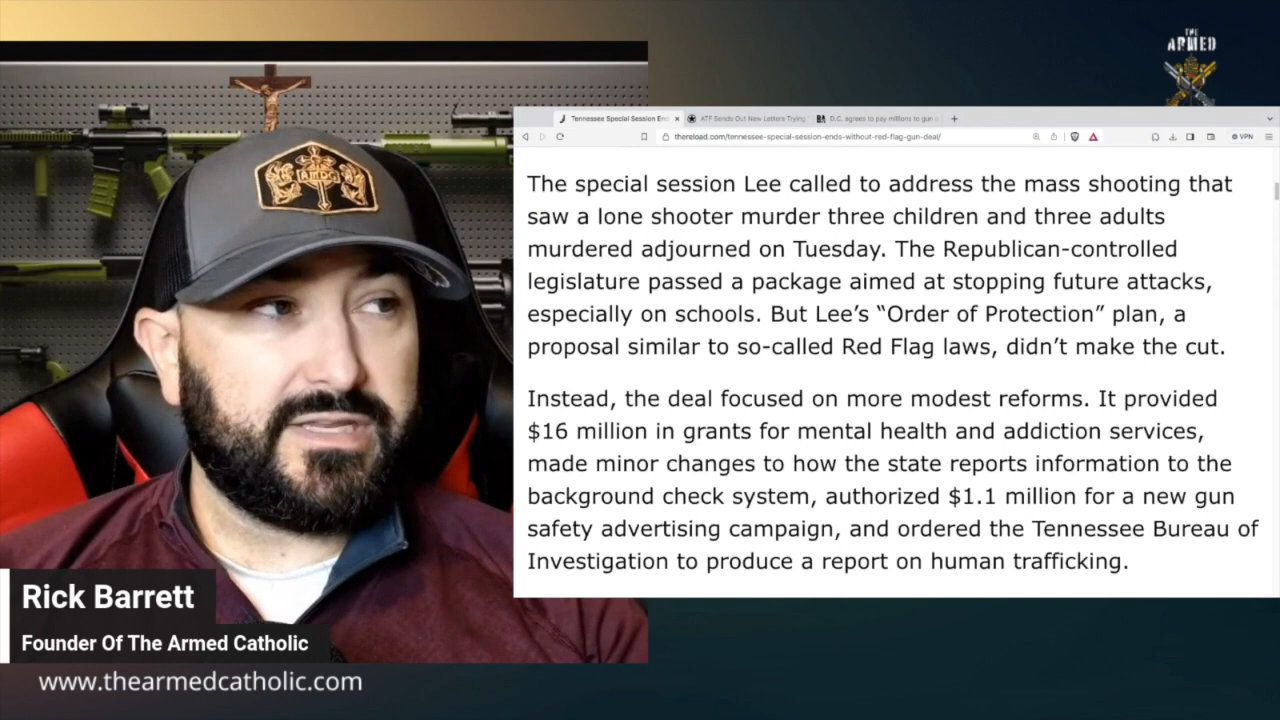 THE
ARMED
AMDG
Tennessee Special Session End
ATF Sends Out New Letters Trying
D.C. agrees to pay millions to gun
thereload.com/tennessee-special-session-ends-without-red-flag-gun-deal/
VPN
The special session Lee called to address the mass shooting that
saw a lone shooter murder three children and three adults
murdered adjourned on Tuesday. The Republican-controlled
legislature passed a package aimed at stopping future attacks,
especially on schools. But Lee’s “Order of Protection” plan, a
proposal similar to so-called Red Flag laws, didn’t make the cut.
Instead, the deal focused on more modest reforms. It provided
$16 million in grants for mental health and addiction services,
made minor changes to how the state reports information to the
background check system, authorized $1.1 million for a new gun
safety advertising campaign, and ordered the Tennessee Bureau of
Investigation to produce a report on human trafficking.
Rick Barrett
Founder Of The Armed Catholic
www.thearmedcatholic.com